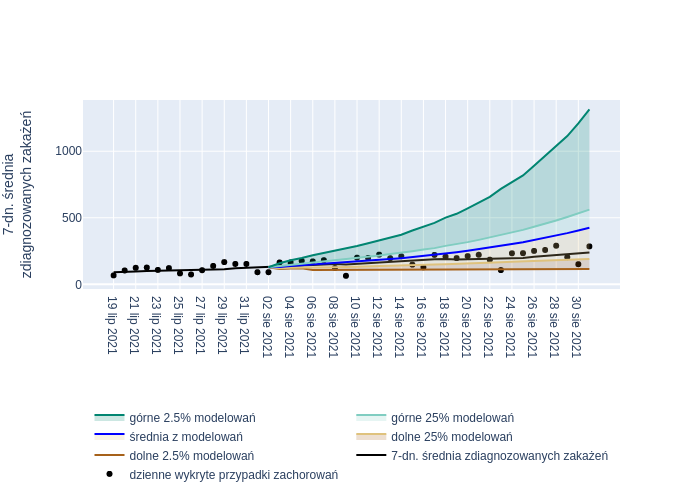 7-dn. średnia
zdiagnozowanych zakażeń
1000
500
0
19 lip 2021
21 lip 2021
23 lip 2021
25 lip 2021
27 lip 2021
29 lip 2021
31 lip 2021
02 sie 2021
04 sie 2021
06 sie 2021
08 sie 2021
10 sie 2021
12 sie 2021
14 sie 2021
16 sie 2021
18 sie 2021
20 sie 2021
22 sie 2021
24 sie 2021
26 sie 2021
28 sie 2021
30 sie 2021
górne 2.5% modelowań
górne 25% modelowań
średnia z modelowań
dolne 25% modelowań
dolne 2.5% modelowań
7-dn. średnia zdiagnozowanych zakażeń
dzienne wykryte przypadki zachorowań